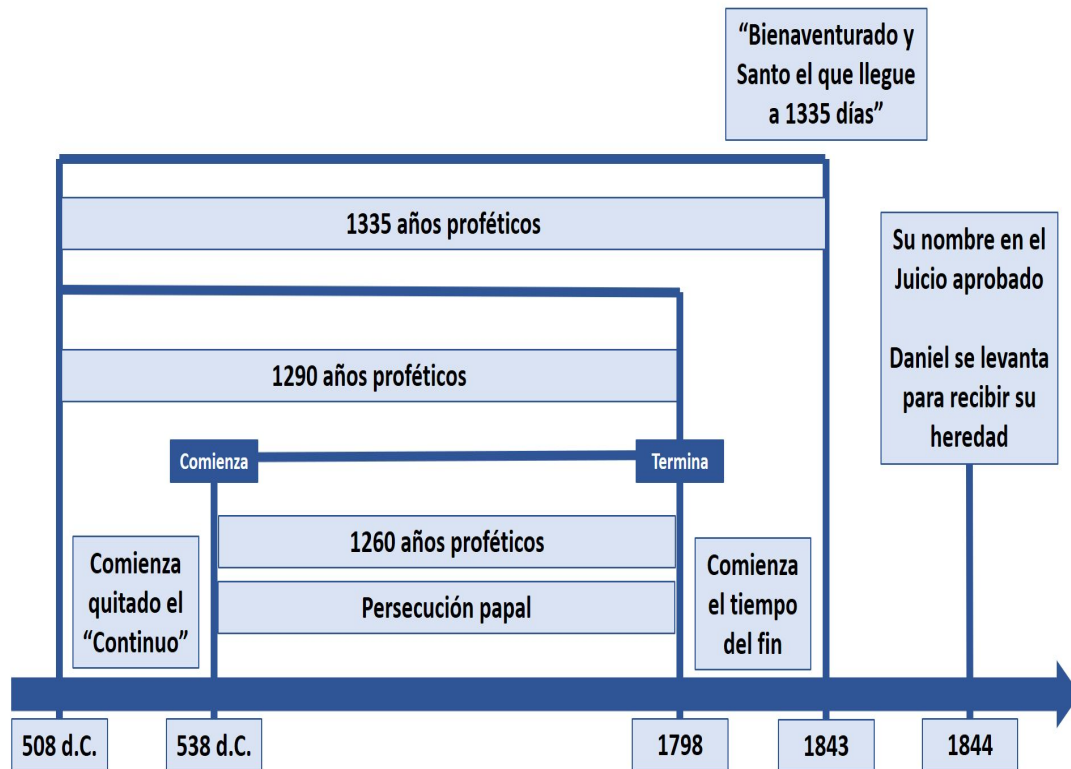 “Bienaventurado y
Santo el que llegue
a 1335 días”
1335 años proféticos
Su nombre en el
Juicio aprobado
Daniel se levanta
para recibir su
heredad
1290 años proféticos
Comienza
Termina
1260 años proféticos
Persecución papal
Comienza
quitado el
“Continuo”
Comienza
el tiempo
del fin
508 d.C.
538 d.C.
1798
1843
1844